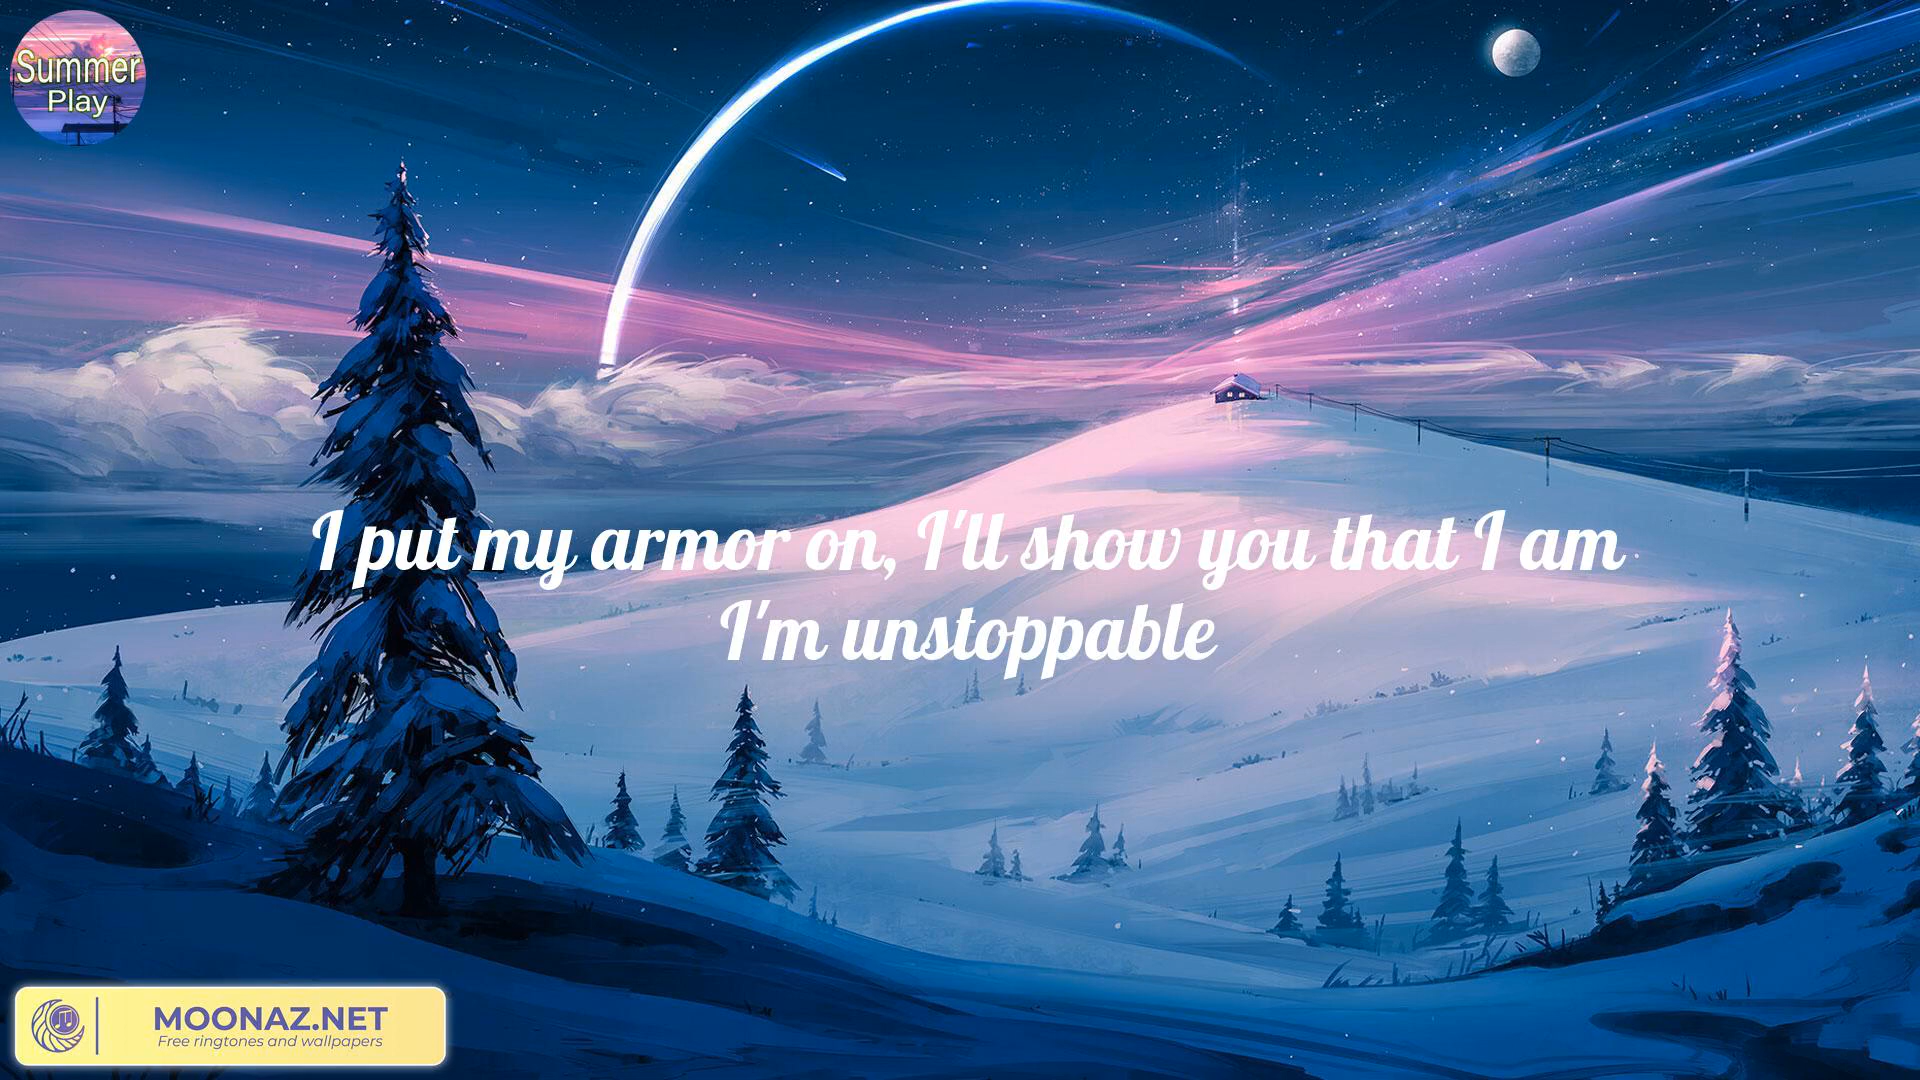 Summer
Play
I put my armor on, I'll show you that I am
I'm unstoppable
MOONAZ.NET
Free ringtones and wallpapers